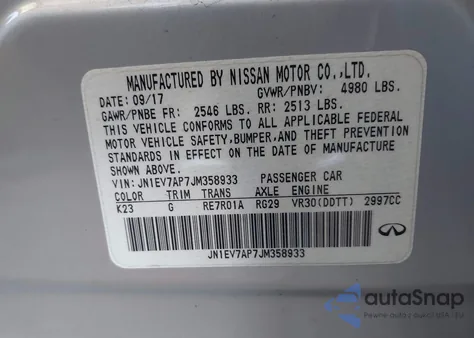 MANUFACTURED BY NISSAN MOTOR CO.,LTD.
DATE: 09/17 GVWR/PNBV: 4980 LBS.
GAWR/PNBE FR: 2546 LBS. RR: 2513 LBS.
THIS VEHICLE CONFORMS TO ALL APPLICABLE FEDERAL
MOTOR VEHICLE SAFETY,BUMPER,AND THEFT PREVENTION
STANDARDS IN EFFECT ON THE DATE OF MANUFACTURE
SHOWN ABOVE.
VIN:JN1EV7AP7JM358933 PASSENGER CAR
COLOR TRIM TRANS AXLE ENGINE
K23 G RE7R01A RG29 VR30(DDTT) 2997CC
JN1EV7AP7JM358933
autoSnap